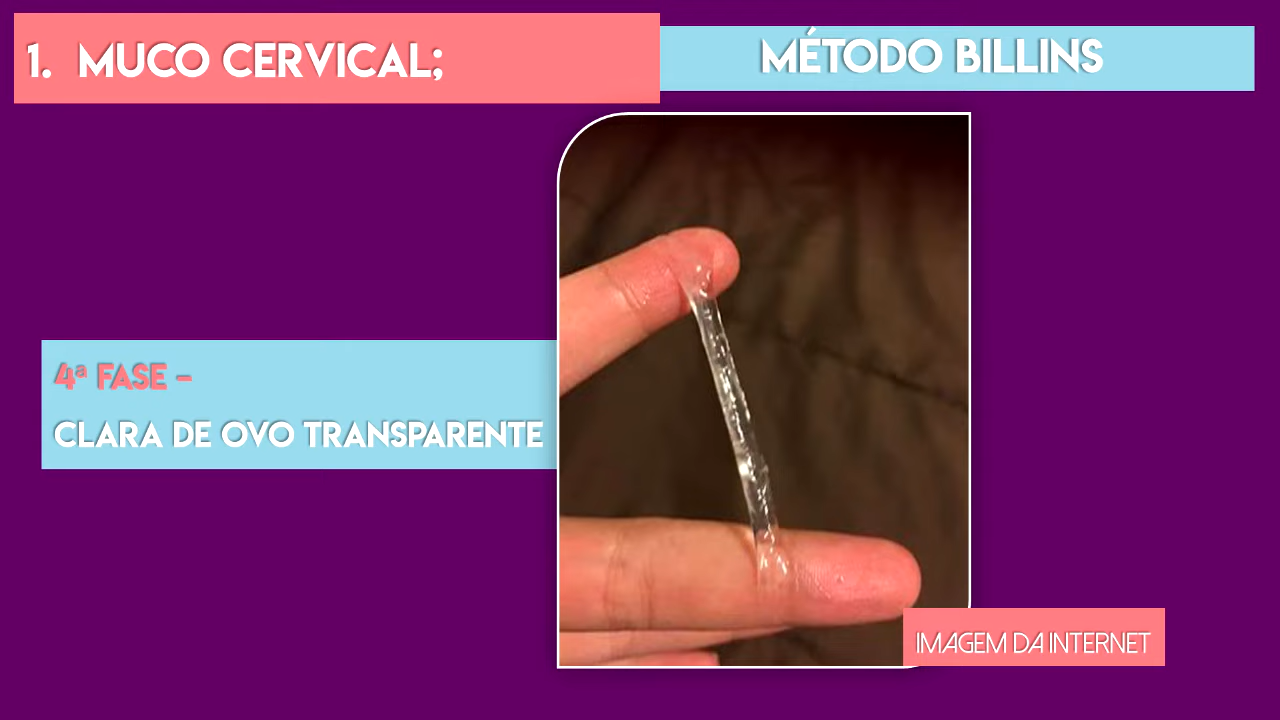 1. MUCO CERVICAL;
MÉTODO BILLINS
4ª FASE –
CLARA DE OVO TRANSPARENTE
IMAGEM DA INTERNET